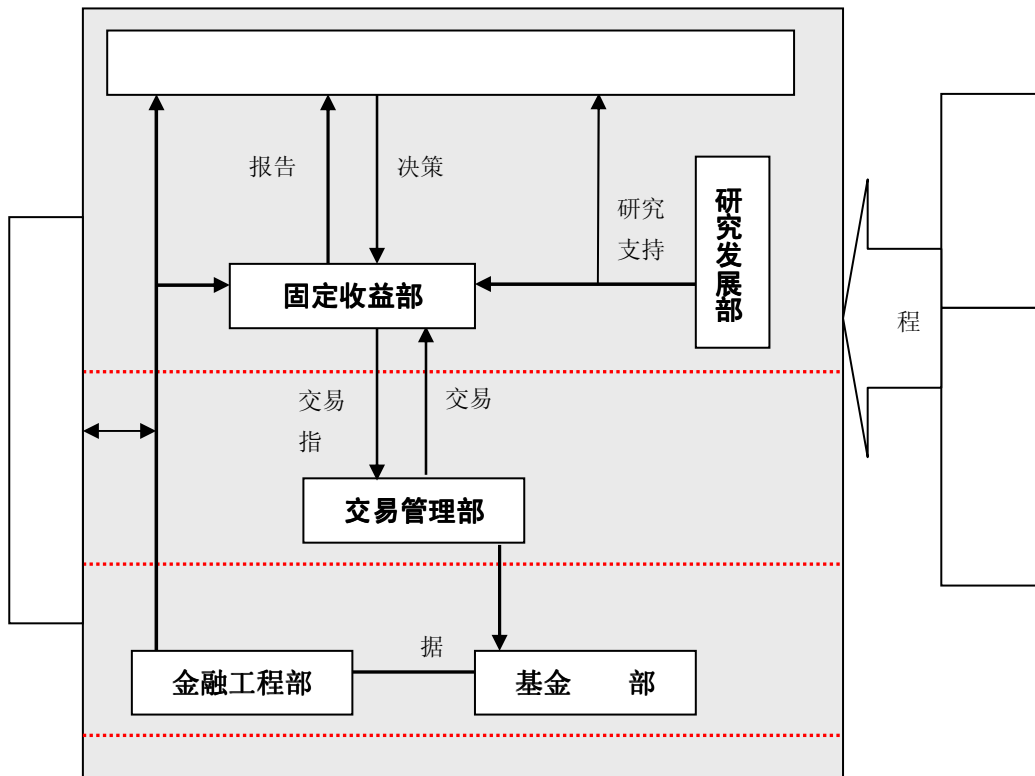 报告
决策
研究
支持
研究发展部
固定收益部
程
交易
指
交易
交易管理部
据
金融工程部
基金 部